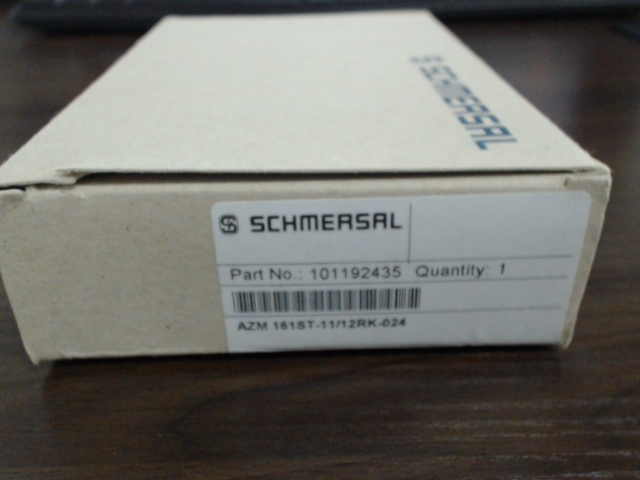 SCHMERSAL
SCHMERSAL
Part No.: 101192435 Quantity: 1
AZM 161ST-11/12RK-024